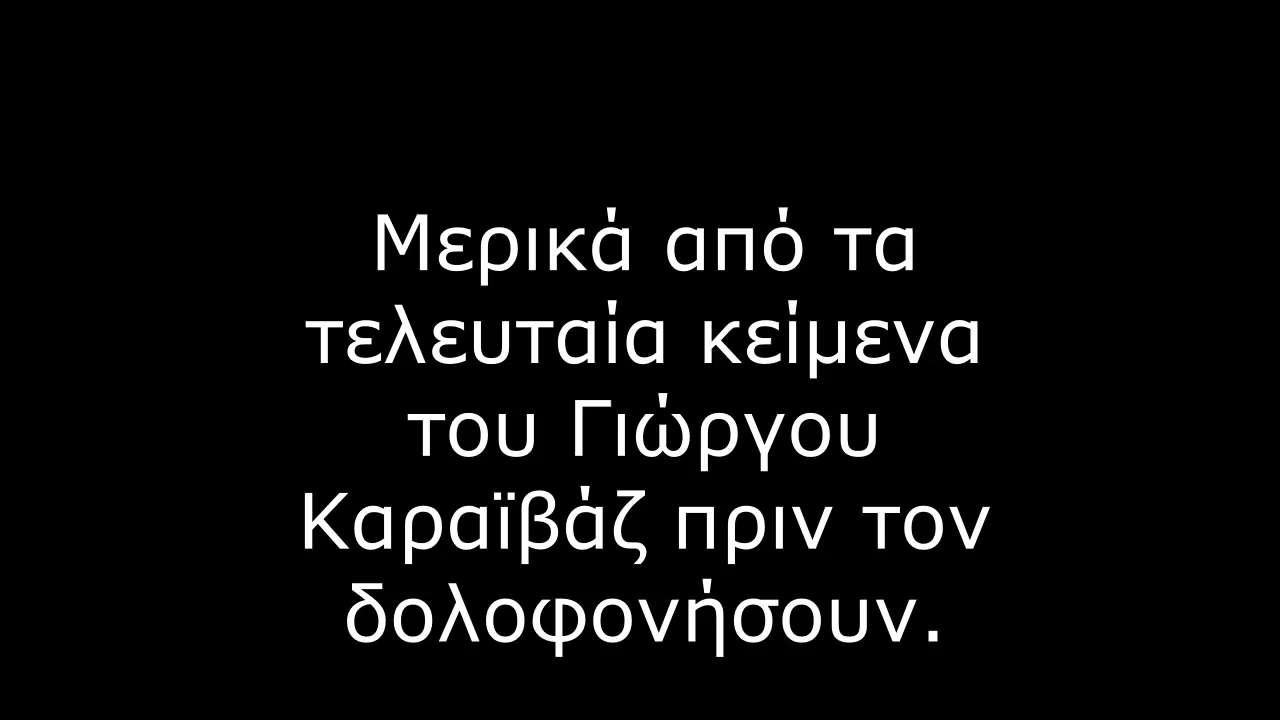 Μερικά από τα
τελευταία κείμενα
του Γιώργου
Καραϊβάζ πριν τον
δολοφονήσουν.